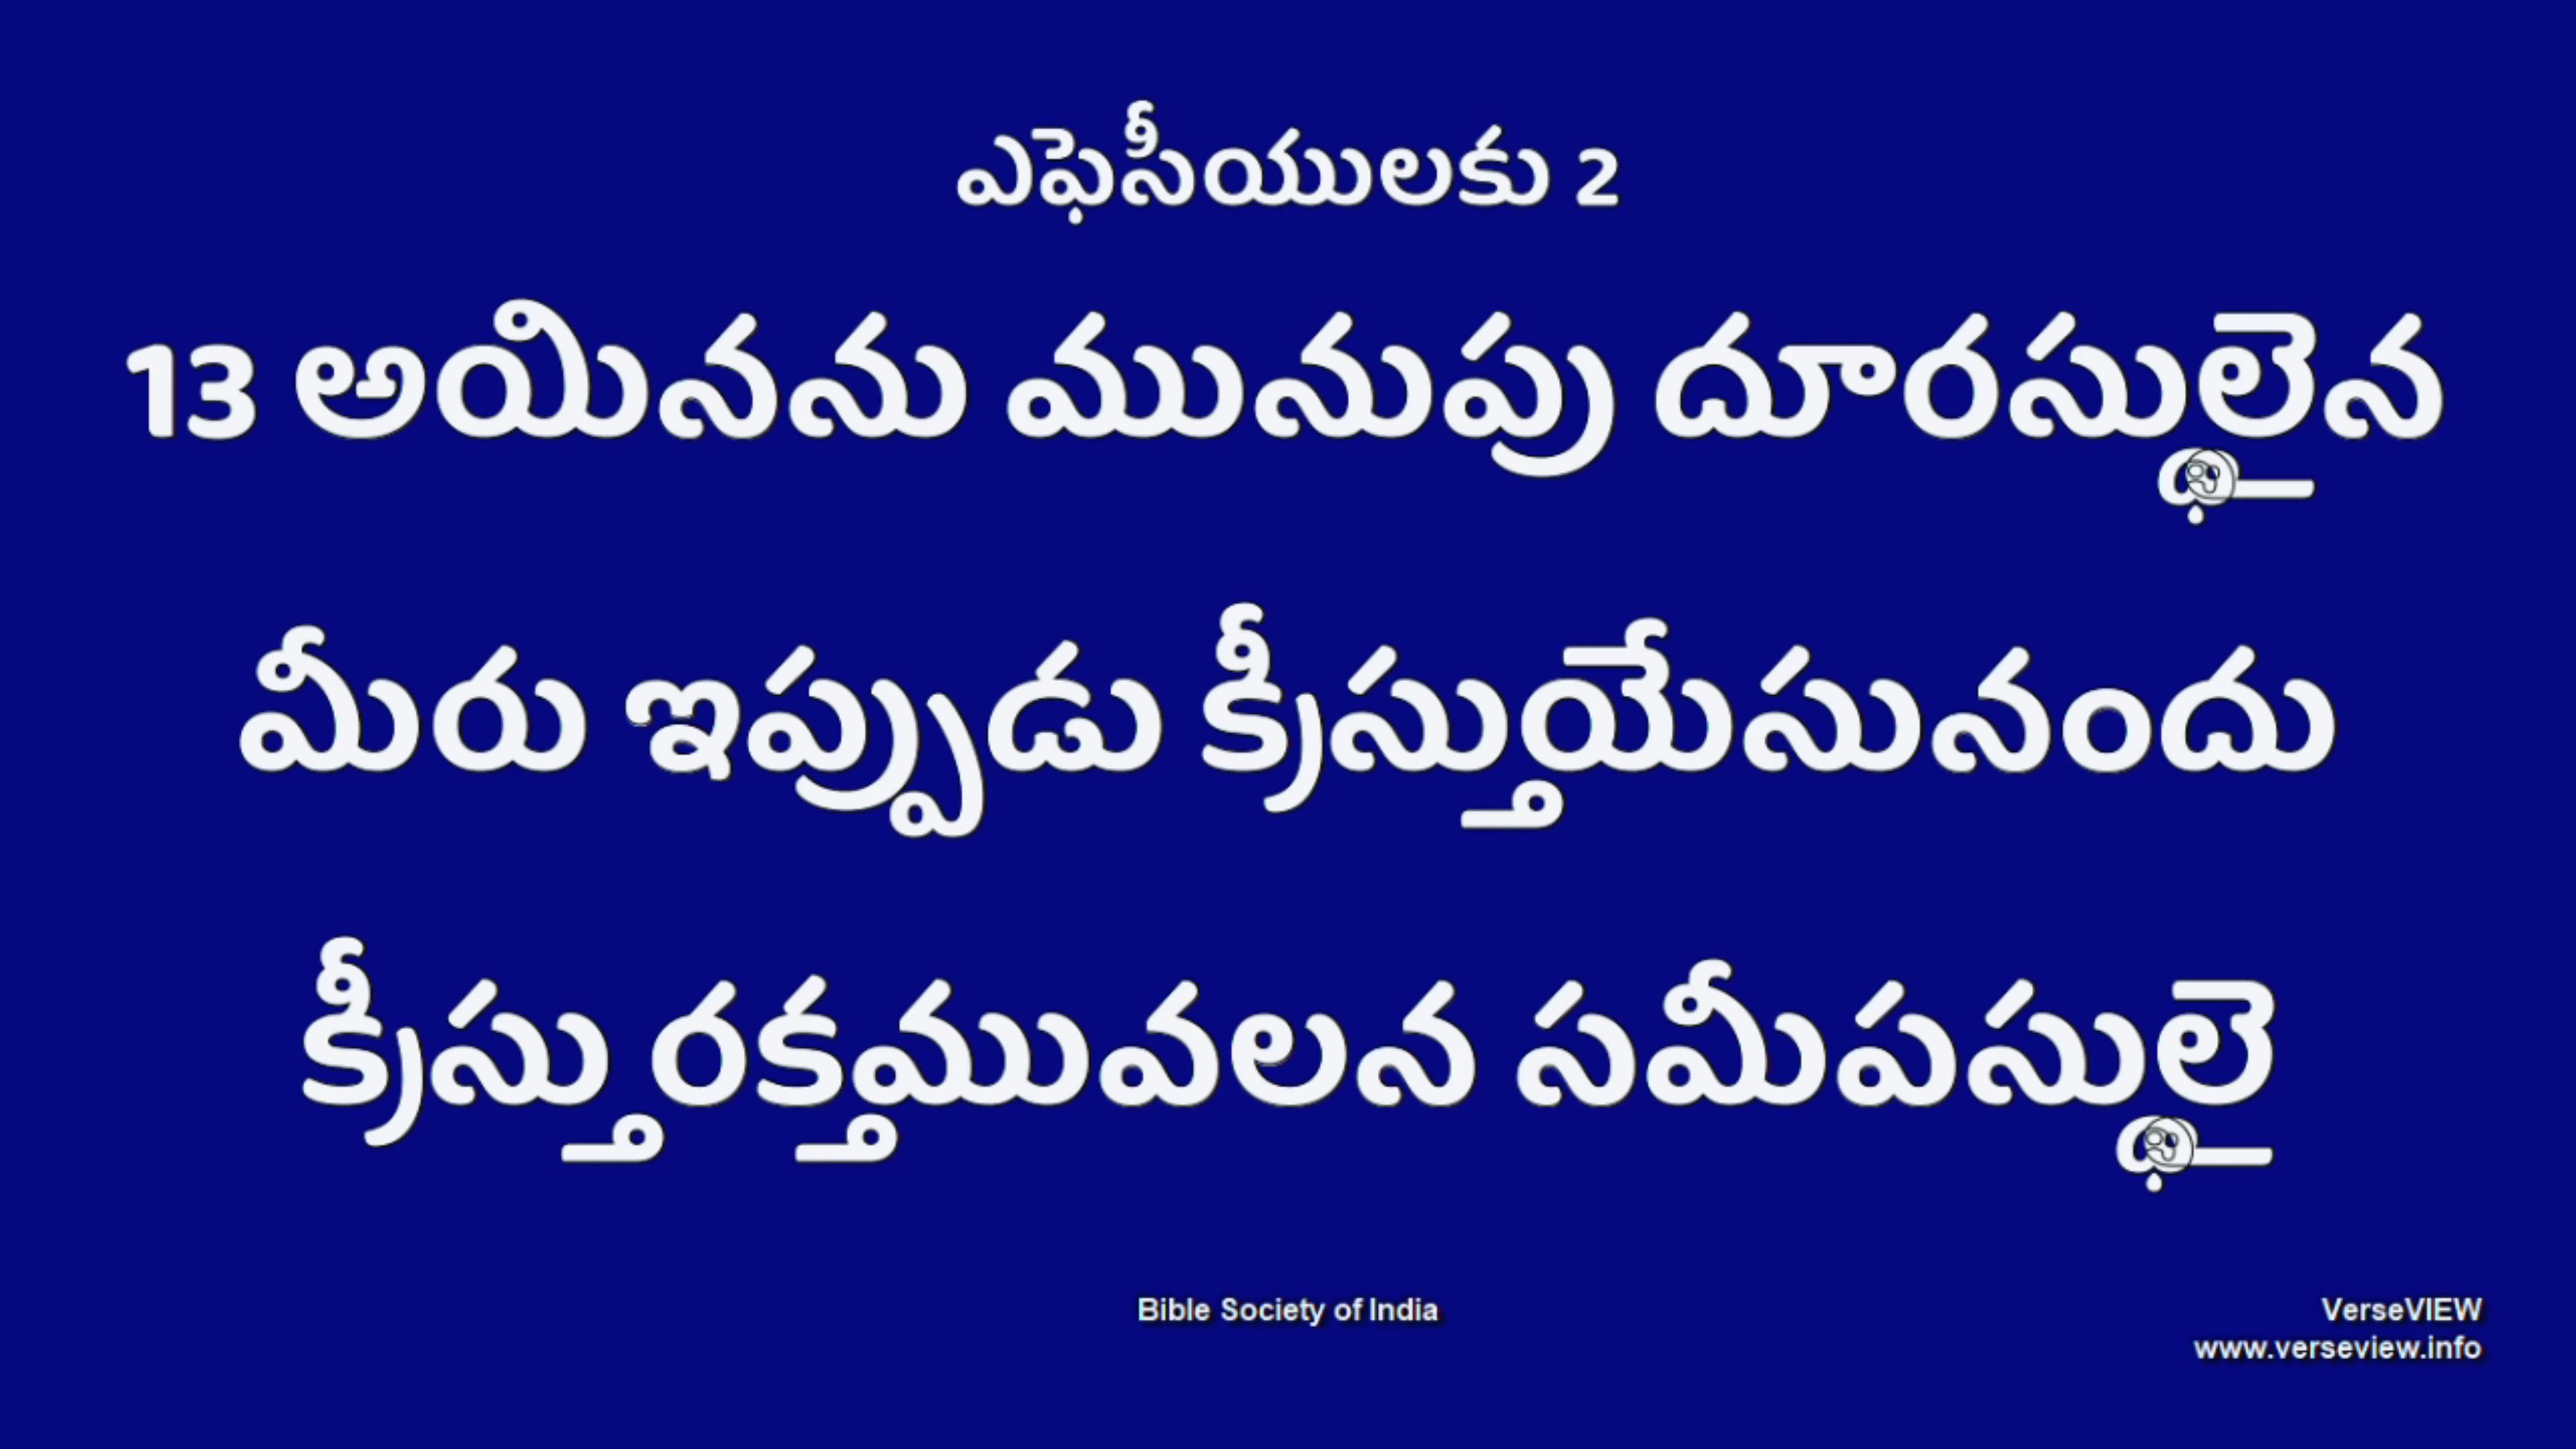 ఎఫెసీయులకు 2
13 అయినను మునుపు దూరస్థులైన
మీరు ఇప్పుడు క్రీస్తుయేసునందు
క్రీస్తు రక్తమువలన సమీపస్థులై
Bible Society of India
VerseVIEW
www.verseview.info